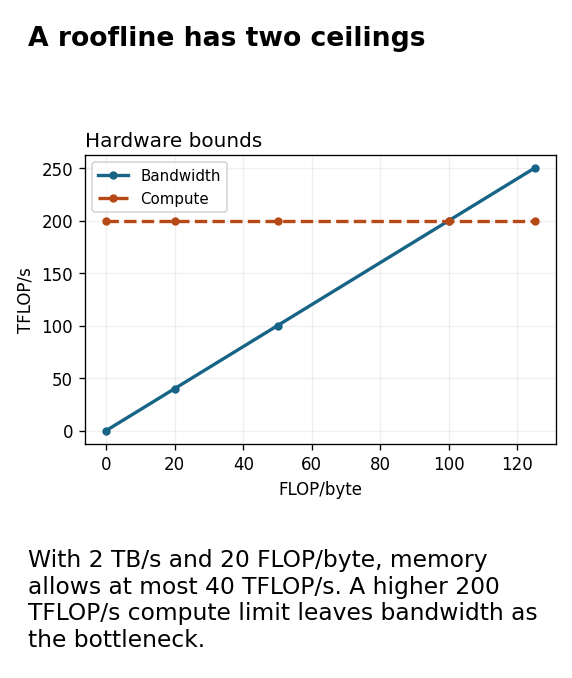 A roofline has two ceilings
Hardware bounds
250
200
150
100
50
0
TFLOP/s
Bandwidth
Compute
0 20 40 60 80 100 120
FLOP/byte
With 2 TB/s and 20 FLOP/byte, memory
allows at most 40 TFLOP/s. A higher 200
TFLOP/s compute limit leaves bandwidth as
the bottleneck.